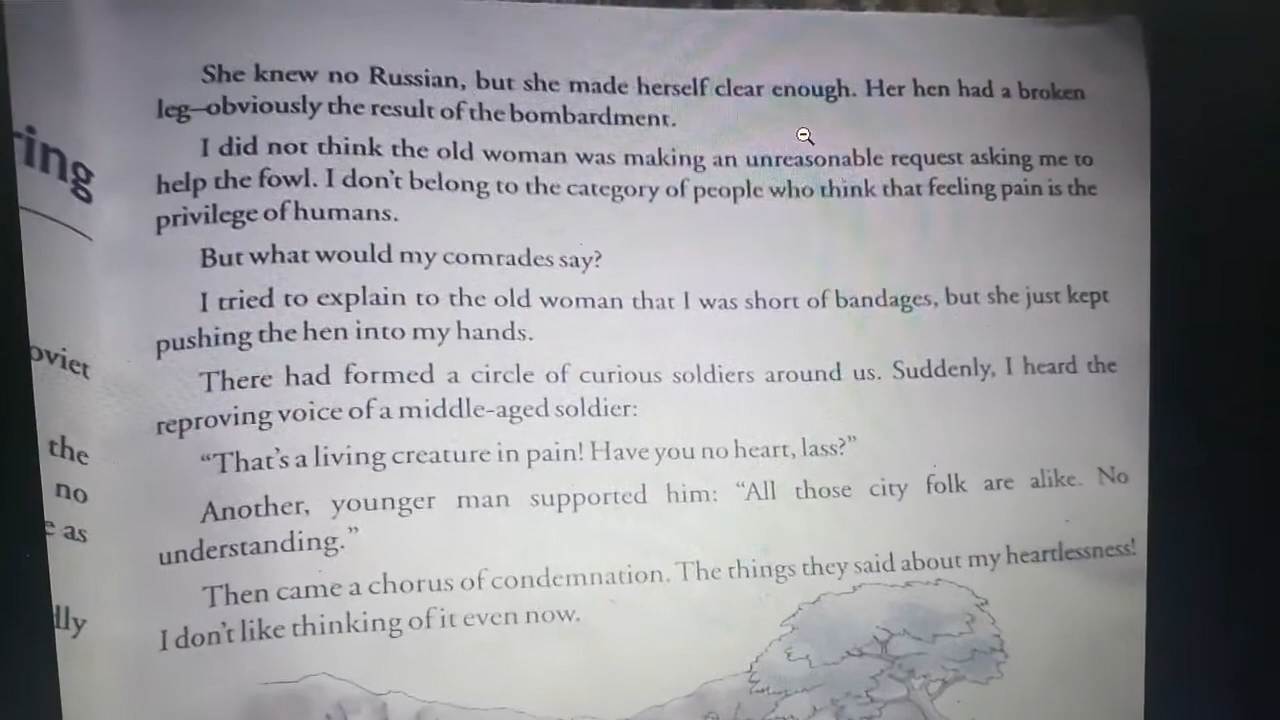 ring
oviet
the
no
e as
lly
She knew no Russian, but she made herself clear enough. Her hen had a broken
leg—obviously the result of the bombardment.
I did not think the old woman was making an unreasonable request asking me to
help the fowl. I don't belong to the category of people who think that feeling pain is the
privilege of humans.
But what would my comrades say?
I tried to explain to the old woman that I was short of bandages, but she just kept
pushing the hen into my hands.
There had formed a circle of curious soldiers around us. Suddenly, I heard the
reproving voice of a middle-aged soldier:
“That's a living creature in pain! Have you no heart, lass?”
Another, younger man supported him: “All those city folk are alike. No
understanding.”
Then came a chorus of condemnation. The things they said about my heartlessness!
I don't like thinking of it even now.